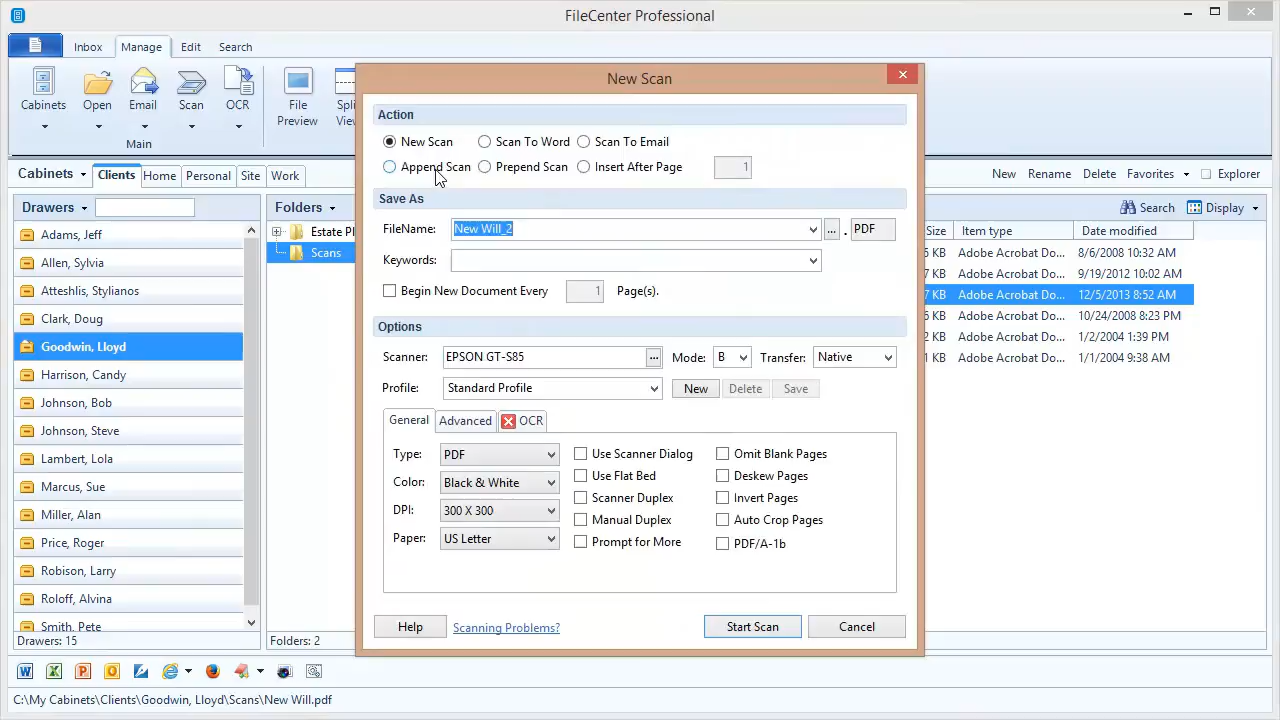 FileCenter Professional
Inbox Manage Edit Search
Cabinets Open Email Scan OCR File Preview
Main
New Scan
Action
New Scan Scan To Word Scan To Email
Append Scan Prepend Scan Insert After Page 1
Cabinets Clients Home Personal Site Work
New Rename Delete Favorites Explorer
Save As
Drawers Folders Search Display
FileName: New Will_2 ... . PDF
Keywords:
Begin New Document Every 1 Page(s).
Options
Scanner: EPSON GT-S85 ... Mode: B Transfer: Native
Profile: Standard Profile New Delete Save
General Advanced OCR
Type: PDF Use Scanner Dialog Omit Blank Pages
Color: Black & White Use Flat Bed Deskew Pages
Scanner Duplex Invert Pages
DPI: 300 X 300 Manual Duplex Auto Crop Pages
Paper: US Letter Prompt for More PDF/A-1b
Help Scanning Problems? Start Scan Cancel
Adams, Jeff
Allen, Sylvia
Atteshlis, Stylianos
Clark, Doug
Goodwin, Lloyd
Harrison, Candy
Johnson, Bob
Johnson, Steve
Lambert, Lola
Marcus, Sue
Miller, Alan
Price, Roger
Robison, Larry
Roloff, Alvina
Smith, Pete
Drawers: 15
Estate
Scans
Folders: 2
Size Item type Date modified
KB Adobe Acrobat Do... 8/6/2008 10:32 AM
KB Adobe Acrobat Do... 9/19/2012 10:02 AM
KB Adobe Acrobat Do... 12/5/2013 8:52 AM
KB Adobe Acrobat Do... 10/24/2008 8:23 PM
KB Adobe Acrobat Do... 1/2/2004 1:39 PM
KB Adobe Acrobat Do... 1/1/2004 9:38 AM
C:\My Cabinets\Clients\Goodwin, Lloyd\Scans\New Will.pdf